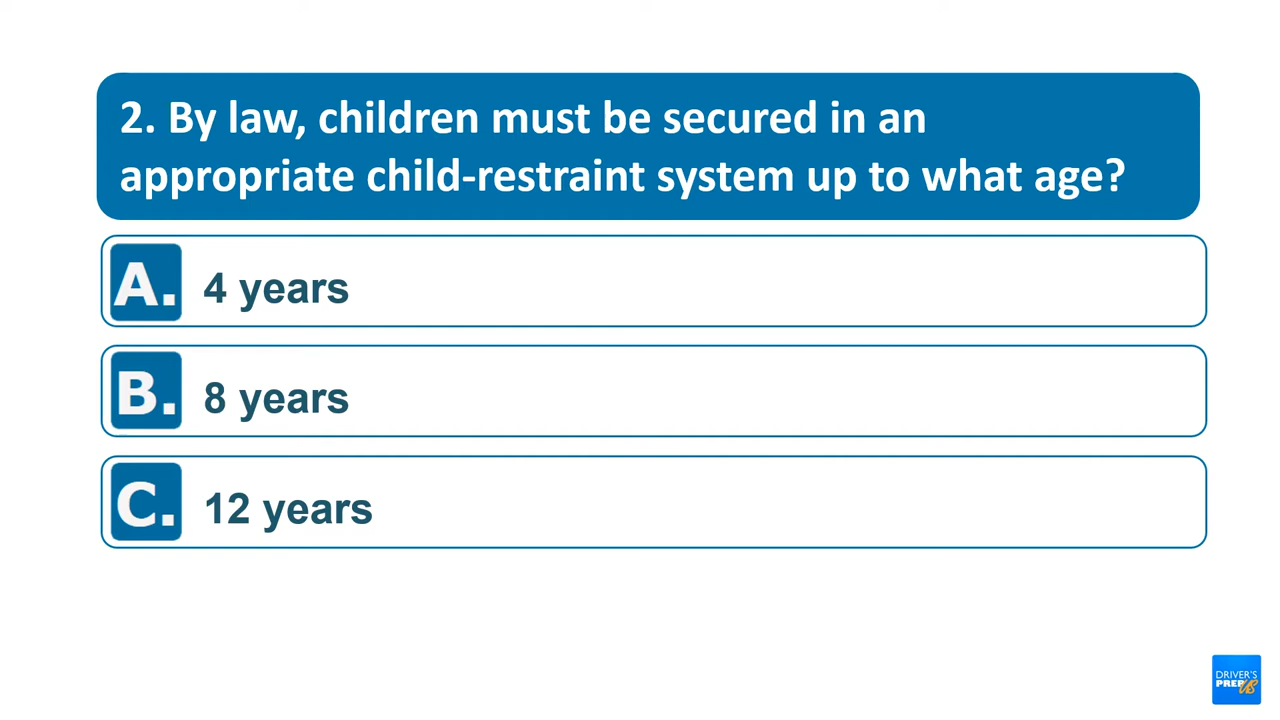 2. By law, children must be secured in an
appropriate child-restraint system up to what age?
A. 4 years
B. 8 years
C. 12 years
DRIVER'S
PREP US